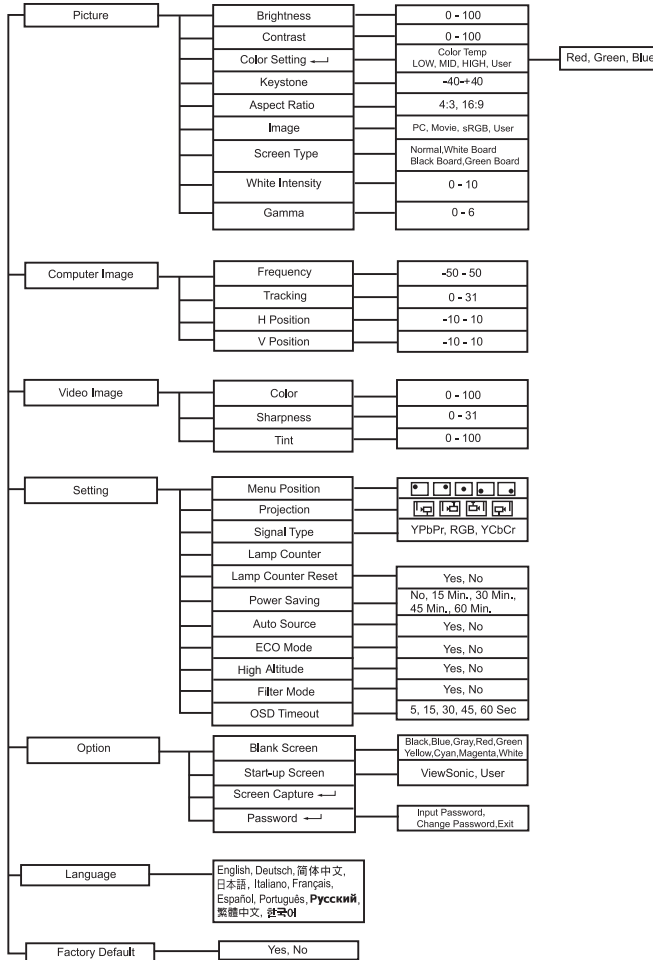 Picture
Brightness
0 - 100
Contrast
0 - 100
Color Setting ↵
Color Temp
LOW, MID, HIGH, User
Red, Green, Blue
Keystone
-40-+40
Aspect Ratio
4:3, 16:9
Image
PC, Movie, sRGB, User
Screen Type
Normal,White Board
Black Board,Green Board
White Intensity
0 - 10
Gamma
0 - 6
Computer Image
Frequency
-50 - 50
Tracking
0 - 31
H Position
-10 - 10
V Position
-10 - 10
Video Image
Color
0 - 100
Sharpness
0 - 31
Tint
0 - 100
Setting
Menu Position
Projection
Signal Type
YPbPr, RGB, YCbCr
Lamp Counter
Lamp Counter Reset
Yes, No
Power Saving
No, 15 Min., 30 Min.,
45 Min., 60 Min.
Auto Source
Yes, No
ECO Mode
Yes, No
High Altitude
Yes, No
Filter Mode
Yes, No
OSD Timeout
5, 15, 30, 45, 60 Sec
Option
Blank Screen
Black,Blue,Gray,Red,Green
Yellow,Cyan,Magenta,White
Start-up Screen
ViewSonic, User
Screen Capture ↵
Password ↵
Input Password,
Change Password,Exit
Language
English, Deutsch, 简体中文,
日本語, Italiano, Français,
Español, Português, Русский,
繁體中文, 한국어
Factory Default
Yes, No